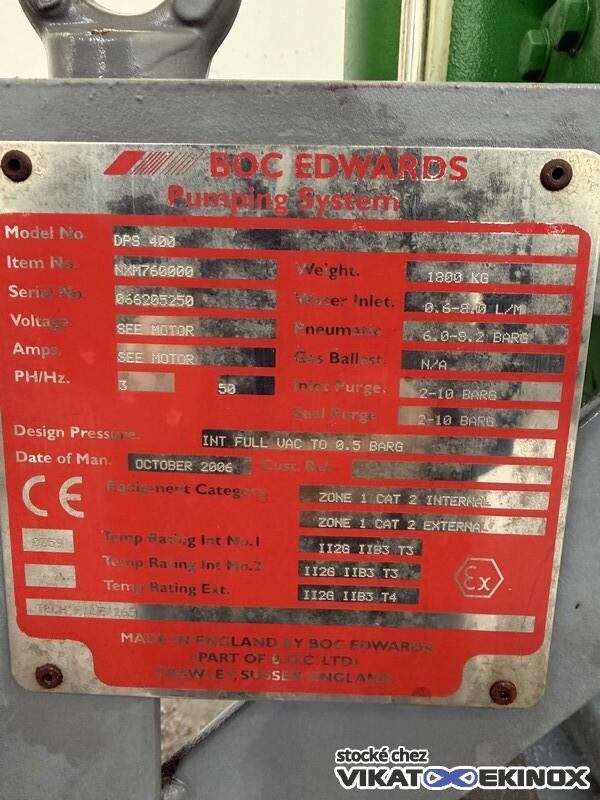 BOC EDWARDS
Pumping System
Model No. DPS 400
Item No. NXM760000 Weight. 1800 KG
Serial No. 066205250 Water Inlet. 0.6-8.0 L/M
Voltage. SEE MOTOR Pneumatic 6.0-8.2 BARG
Amps. SEE MOTOR Gas Ballast. N/A
PH/Hz. 3 50 Inlet Purge. 2-10 BARG
Seal Purge. 2-10 BARG
Design Pressure. INT FULL VAC TO 0.5 BARG
Date of Man. OCTOBER 2006 Cust. Ref.
CE Equipment Category ZONE 1 CAT 2 INTERNAL
ZONE 1 CAT 2 EXTERNAL
Temp Rating Int No.1 II2G IIB3 T3
Temp Rating Int No.2 II2G IIB3 T3
Temp Rating Ext. II2G IIB3 T4
Ex
TECH FILE 265
MADE IN ENGLAND BY BOC EDWARDS
(PART OF B.O.C. LTD)
CRAWLEY, SUSSEX, ENGLAND
stocké chez
VIKATOO EKINOX